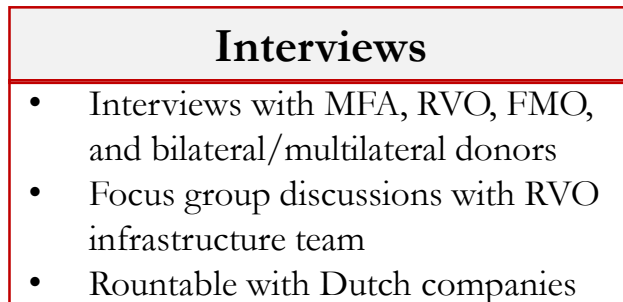 Interviews
• Interviews with MFA, RVO, FMO,
and bilateral/multilateral donors
• Focus group discussions with RVO
infrastructure team
• Rountable with Dutch companies